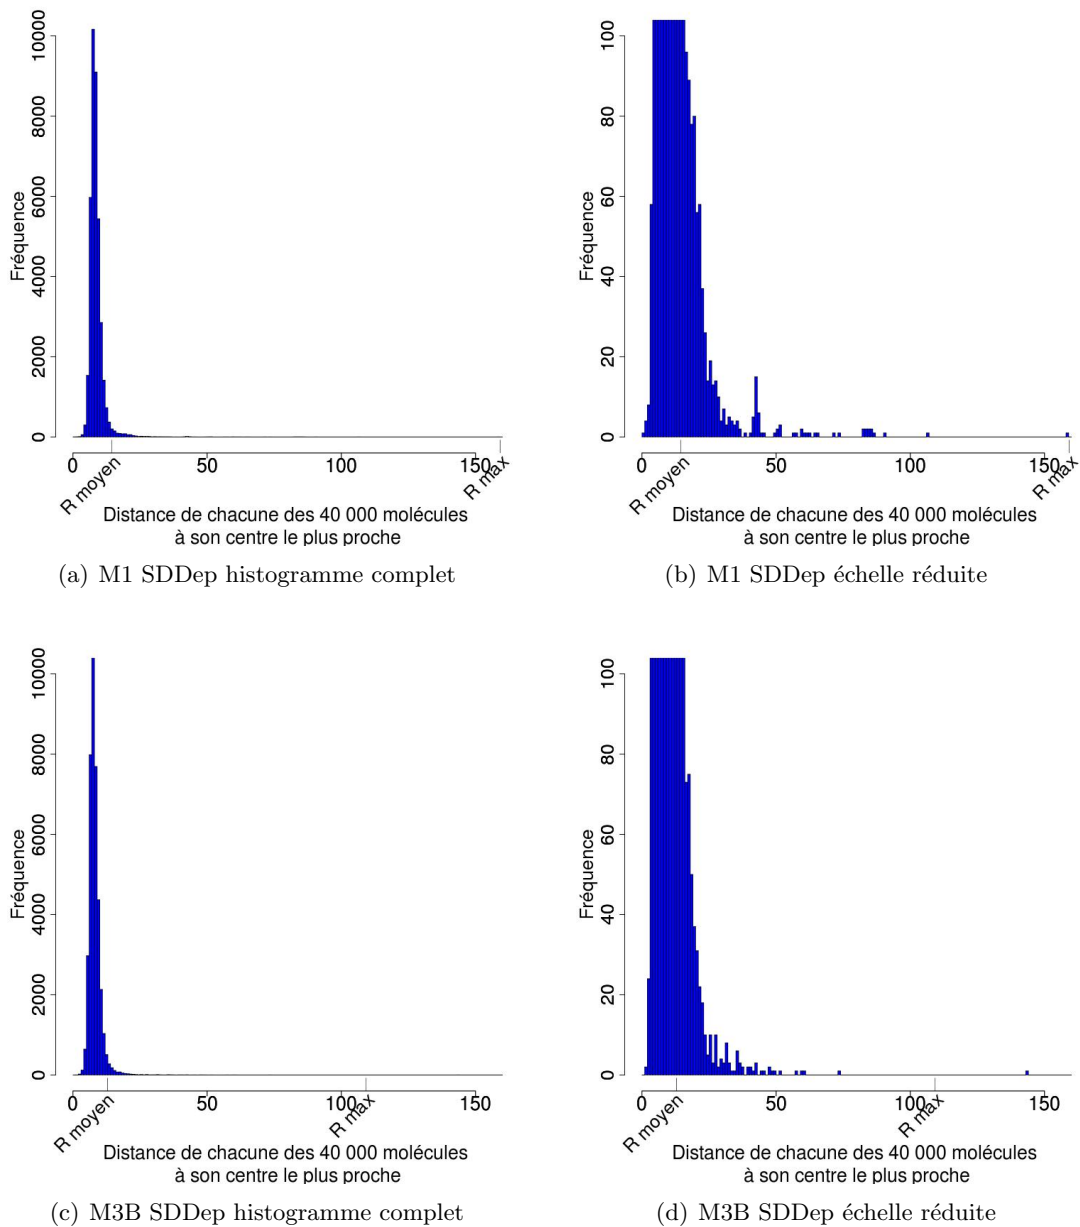 Fréquence
0 2000 4000 6000 8000 10000
0 50 100 150
R moyen
R max
Distance de chacune des 40 000 molécules
à son centre le plus proche
(a) M1 SDDep histogramme complet
Fréquence
0 20 40 60 80 100
0 50 100 150
R moyen
R max
Distance de chacune des 40 000 molécules
à son centre le plus proche
(b) M1 SDDep échelle réduite
Fréquence
0 2000 4000 6000 8000 10000
0 50 100 150
R moyen
R max
Distance de chacune des 40 000 molécules
à son centre le plus proche
(c) M3B SDDep histogramme complet
Fréquence
0 20 40 60 80 100
0 50 100 150
R moyen
R max
Distance de chacune des 40 000 molécules
à son centre le plus proche
(d) M3B SDDep échelle réduite